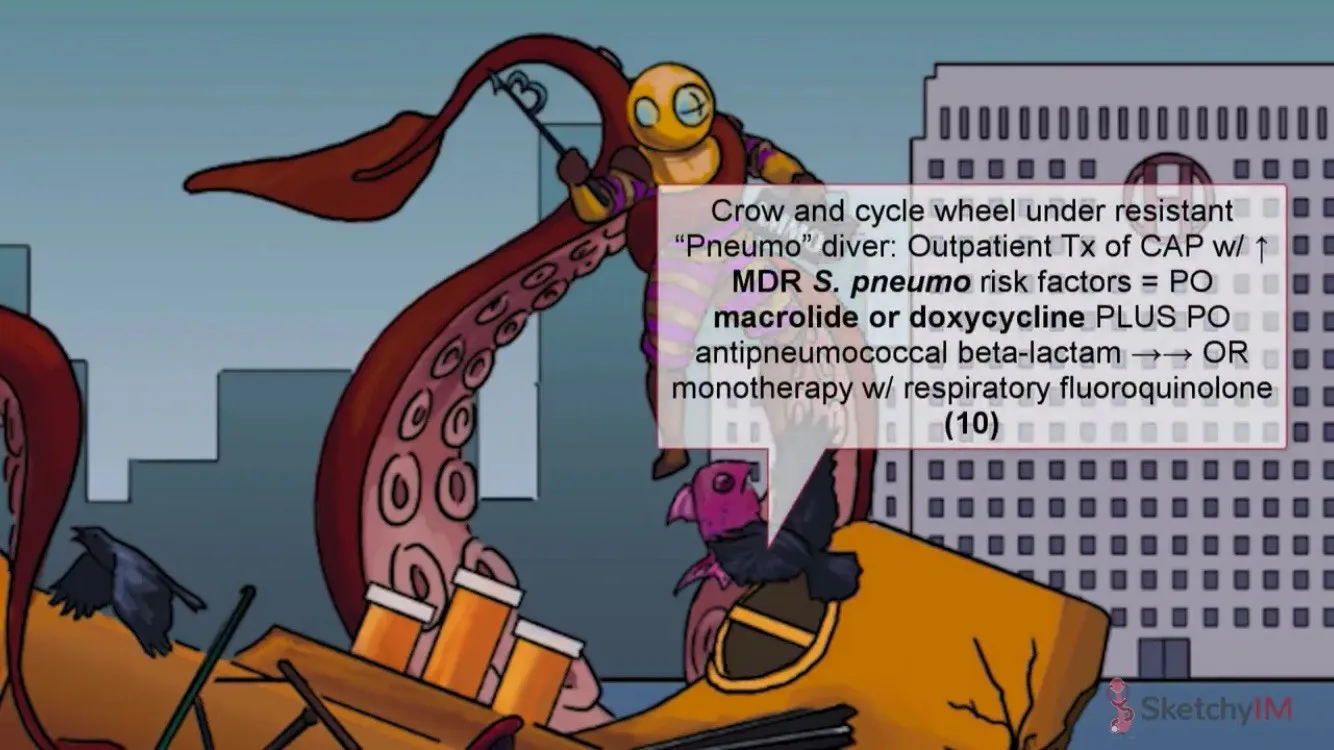 Crow and cycle wheel under resistant
“Pneumo” diver: Outpatient Tx of CAP w/ ↑
MDR S. pneumo risk factors = PO
macrolide or doxycycline PLUS PO
antipneumococcal beta-lactam →→ OR
monotherapy w/ respiratory fluoroquinolone
(10)
H
SketchyIM